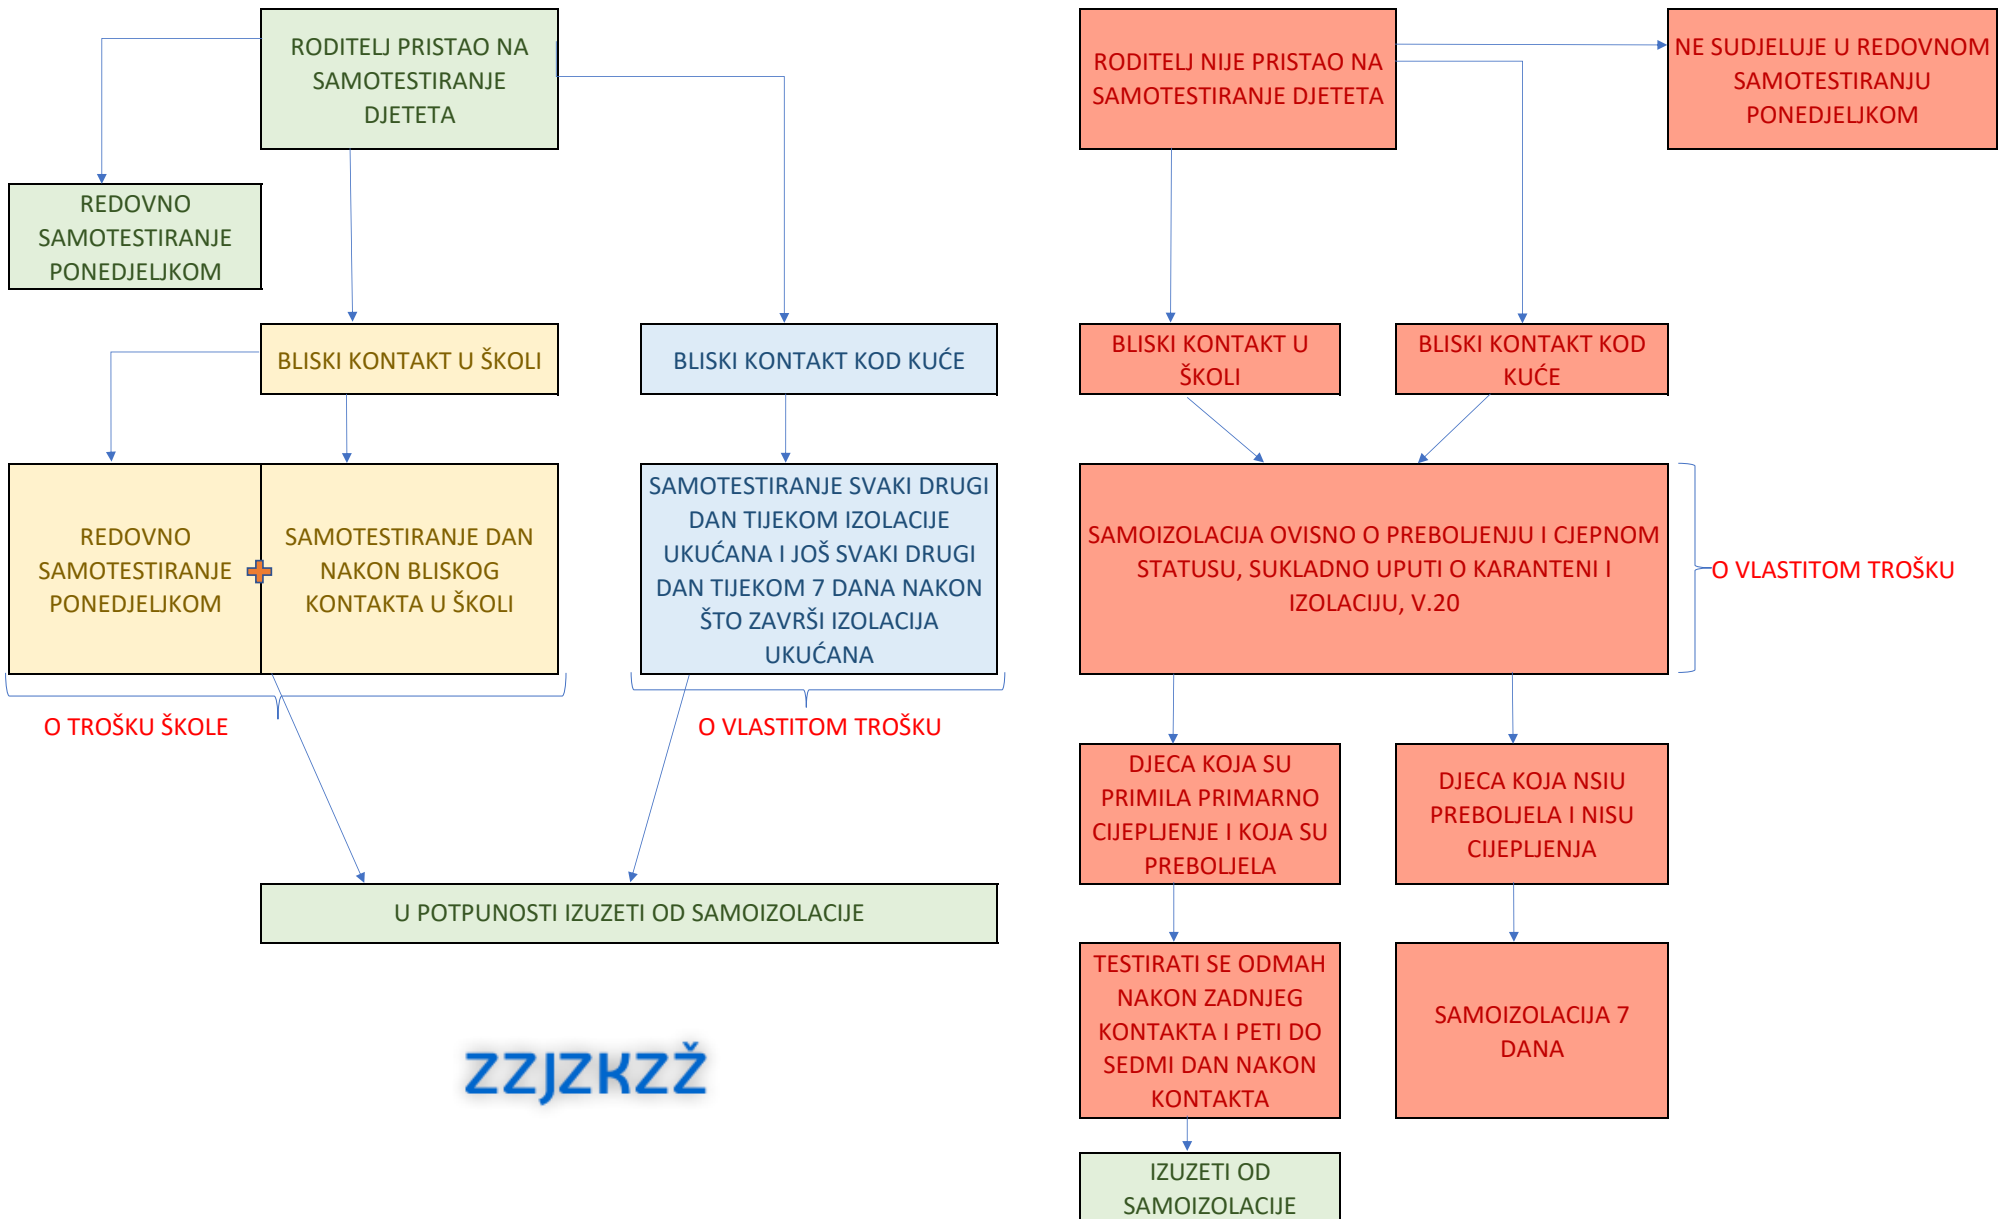 RODITELJ PRISTAO NA
SAMOTESTIRANJE
DJETETA
REDOVNO
SAMOTESTIRANJE
PONEDJELJKOM
BLISKI KONTAKT U ŠKOLI
BLISKI KONTAKT KOD KUĆE
REDOVNO
SAMOTESTIRANJE
PONEDJELJKOM
SAMOTESTIRANJE DAN
NAKON BLISKOG
KONTAKTA U ŠKOLI
SAMOTESTIRANJE SVAKI DRUGI
DAN TIJEKOM IZOLACIJE
UKUĆANA I JOŠ SVAKI DRUGI
DAN TIJEKOM 7 DANA NAKON
ŠTO ZAVRŠI IZOLACIJA
UKUĆANA
O TROŠKU ŠKOLE
O VLASTITOM TROŠKU
U POTPUNOSTI IZUZETI OD SAMOIZOLACIJE
ZZJZKZŽ
RODITELJ NIJE PRISTAO NA
SAMOTESTIRANJE DJETETA
NE SUDJELUJE U REDOVNOM
SAMOTESTIRANJU
PONEDJELJKOM
BLISKI KONTAKT U
ŠKOLI
BLISKI KONTAKT KOD
KUĆE
SAMOIZOLACIJA OVISNO O PREBOLJENJU I CJEPNOM
STATUSU, SUKLADNO UPUTI O KARANTENI I
IZOLACIJU, V.20
O VLASTITOM TROŠKU
DJECA KOJA SU
PRIMILA PRIMARNO
CIJEPLJENJE I KOJA SU
PREBOLJELA
DJECA KOJA NSIU
PREBOLJELA I NISU
CIJEPLJENJA
TESTIRATI SE ODMAH
NAKON ZADNJEG
KONTAKTA I PETI DO
SEDMI DAN NAKON
KONTAKTA
SAMOIZOLACIJA 7
DANA
IZUZETI OD
SAMOIZOLACIJE